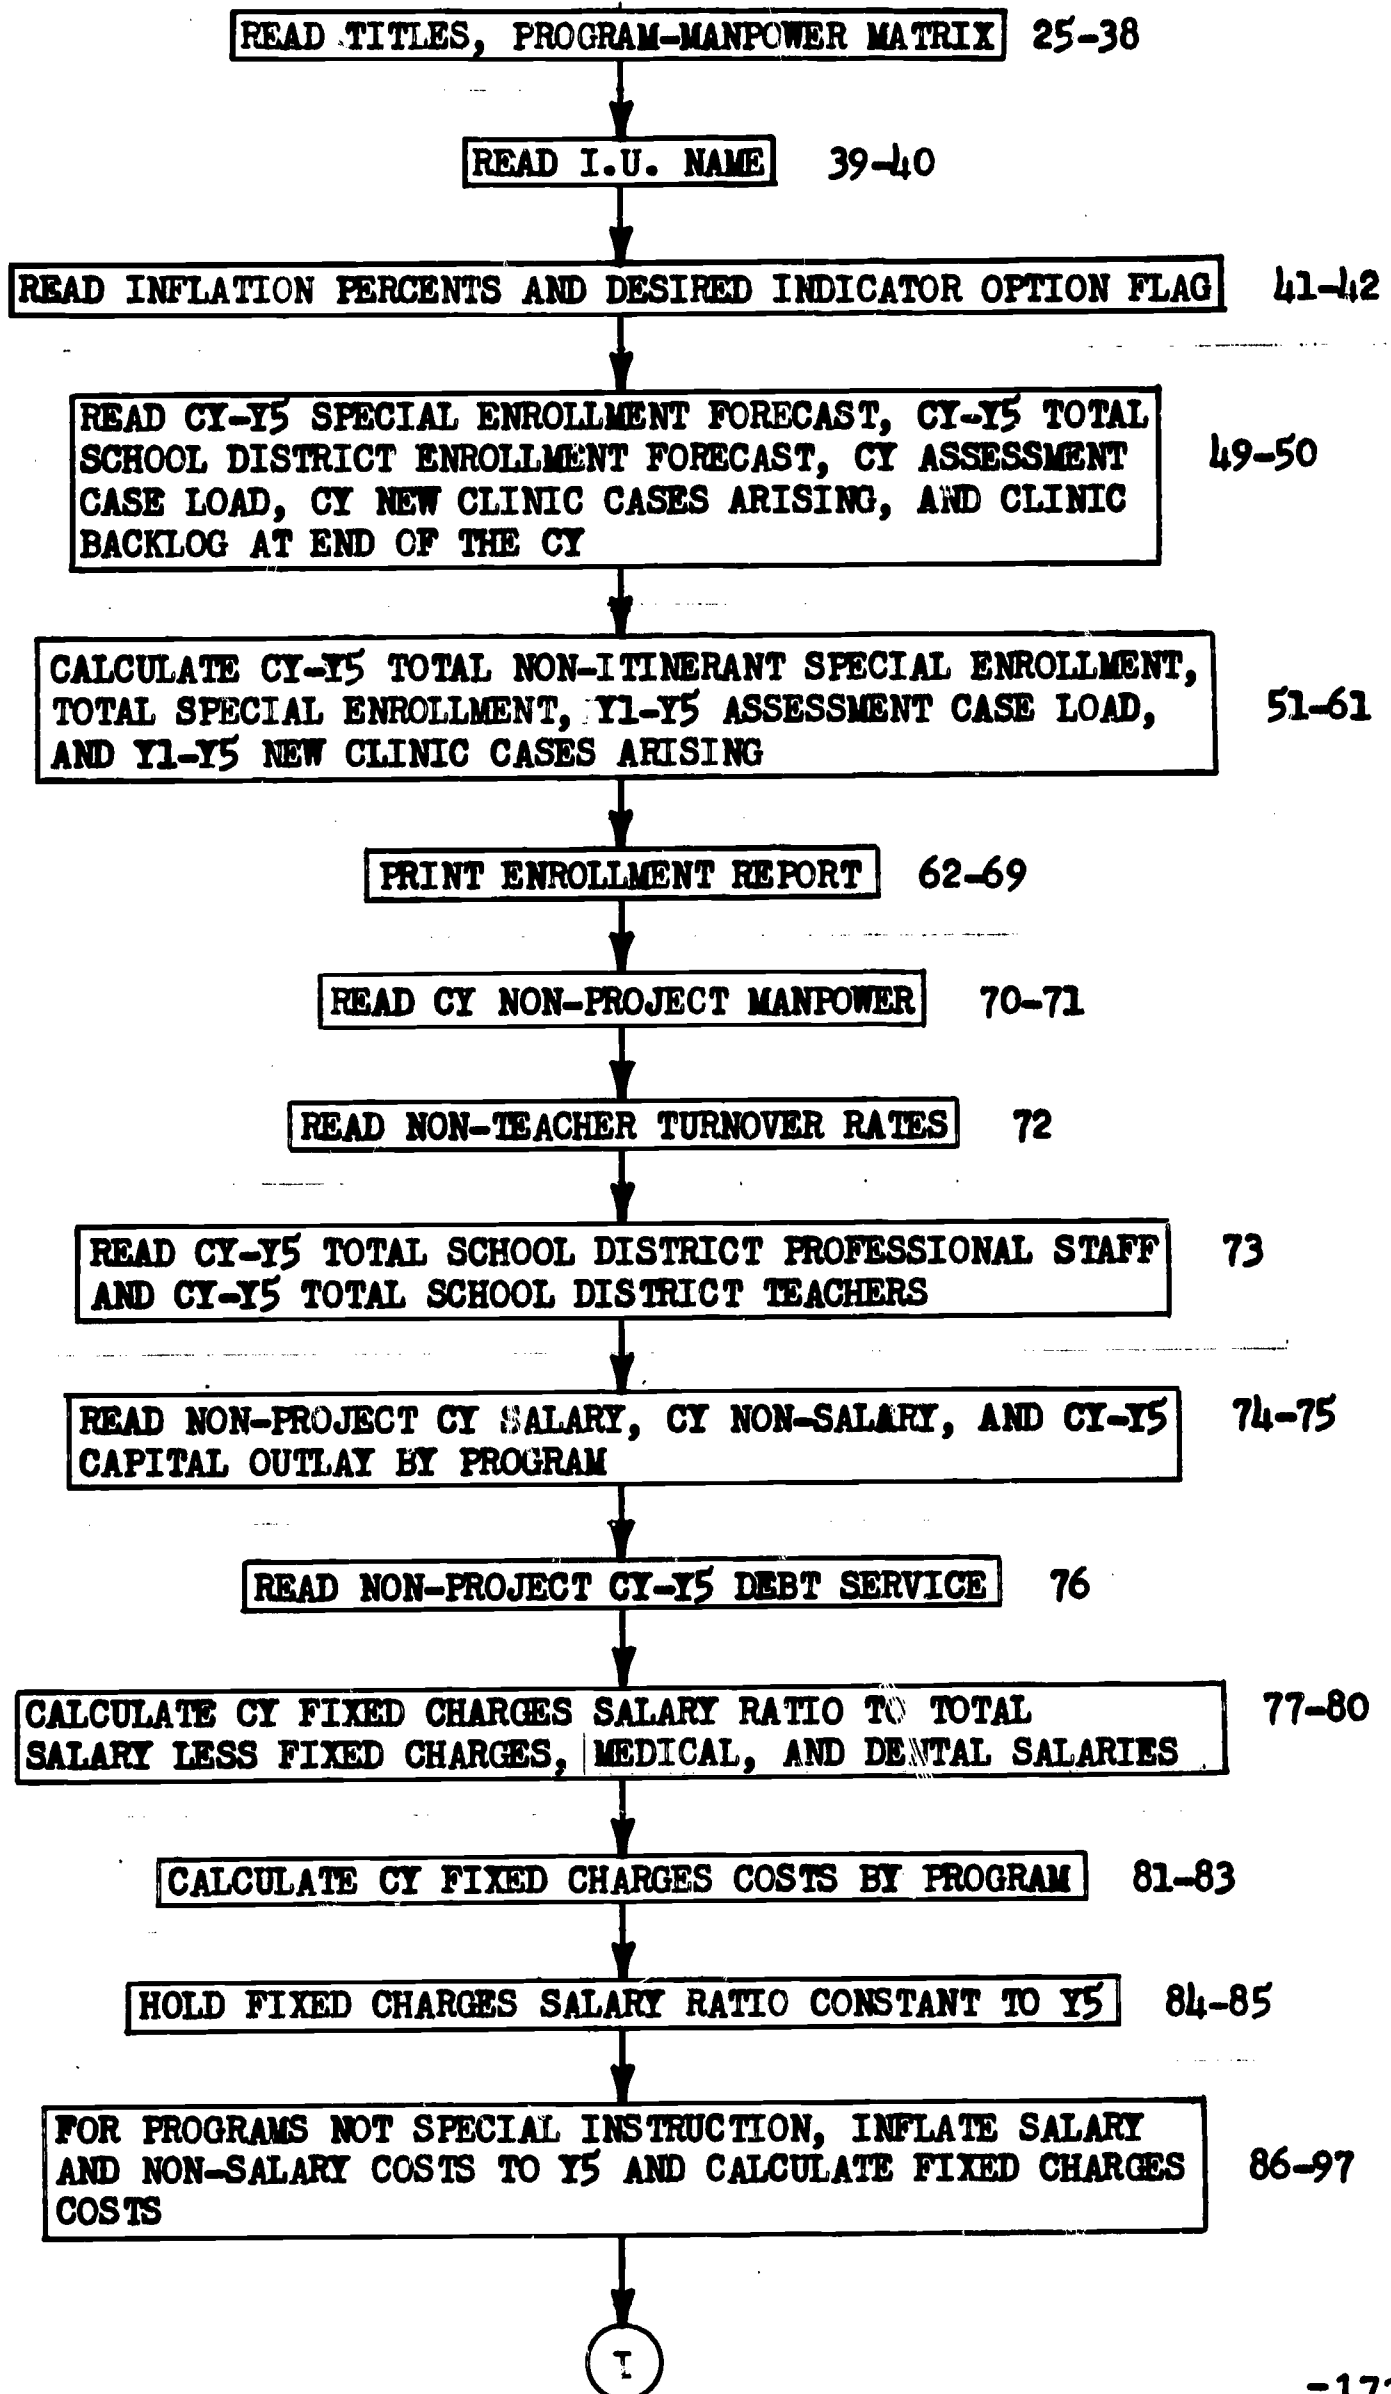 READ TITLES, PROGRAM-MANPOWER MATRIX 25-38
READ I.U. NAME 39-40
READ INFLATION PERCENTS AND DESIRED INDICATOR OPTION FLAG 41-42
READ CY-Y5 SPECIAL ENROLLMENT FORECAST, CY-Y5 TOTAL
SCHOOL DISTRICT ENROLLMENT FORECAST, CY ASSESSMENT
CASE LOAD, CY NEW CLINIC CASES ARISING, AND CLINIC
BACKLOG AT END OF THE CY
49-50
CALCULATE CY-Y5 TOTAL NON-ITINERANT SPECIAL ENROLLMENT,
TOTAL SPECIAL ENROLLMENT, Y1-Y5 ASSESSMENT CASE LOAD,
AND Y1-Y5 NEW CLINIC CASES ARISING
51-61
PRINT ENROLLMENT REPORT 62-69
READ CY NON-PROJECT MANPOWER 70-71
READ NON-TEACHER TURNOVER RATES 72
READ CY-Y5 TOTAL SCHOOL DISTRICT PROFESSIONAL STAFF
AND CY-Y5 TOTAL SCHOOL DISTRICT TEACHERS
73
READ NON-PROJECT CY SALARY, CY NON-SALARY, AND CY-Y5
CAPITAL OUTLAY BY PROGRAM
74-75
READ NON-PROJECT CY-Y5 DEBT SERVICE 76
CALCULATE CY FIXED CHARGES SALARY RATIO TO TOTAL
SALARY LESS FIXED CHARGES, MEDICAL, AND DENTAL SALARIES
77-80
CALCULATE CY FIXED CHARGES COSTS BY PROGRAM 81-83
HOLD FIXED CHARGES SALARY RATIO CONSTANT TO Y5 84-85
FOR PROGRAMS NOT SPECIAL INSTRUCTION, INFLATE SALARY
AND NON-SALARY COSTS TO Y5 AND CALCULATE FIXED CHARGES
COSTS
86-97
I